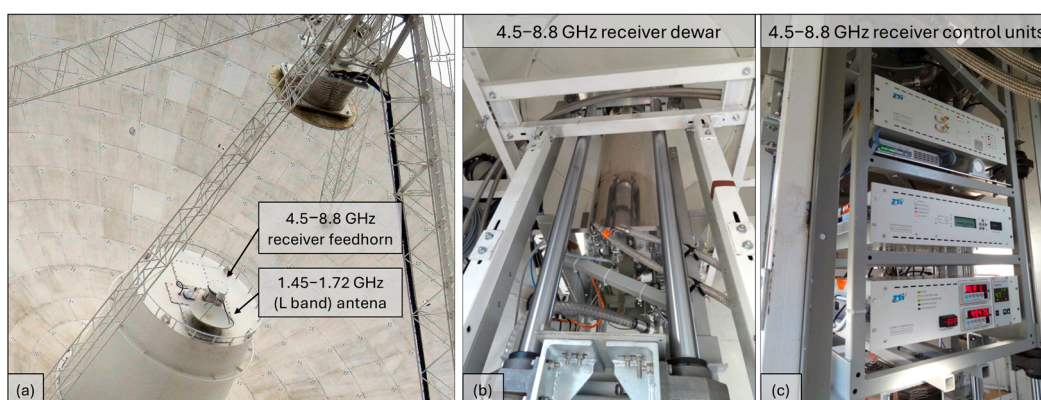 4.5–8.8 GHz
receiver feedhorn
1.45–1.72 GHz
(L band) antena
(a)
4.5–8.8 GHz receiver dewar
(b)
4.5–8.8 GHz receiver control units
(c)